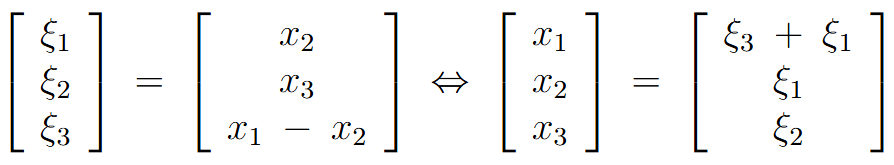 [ ξ₁ ξ₂ ξ₃ ] = [ x₂ x₃ x₁ − x₂ ] ⇔ [ x₁ x₂ x₃ ] = [ ξ₃ + ξ₁ ξ₁ ξ₂ ]